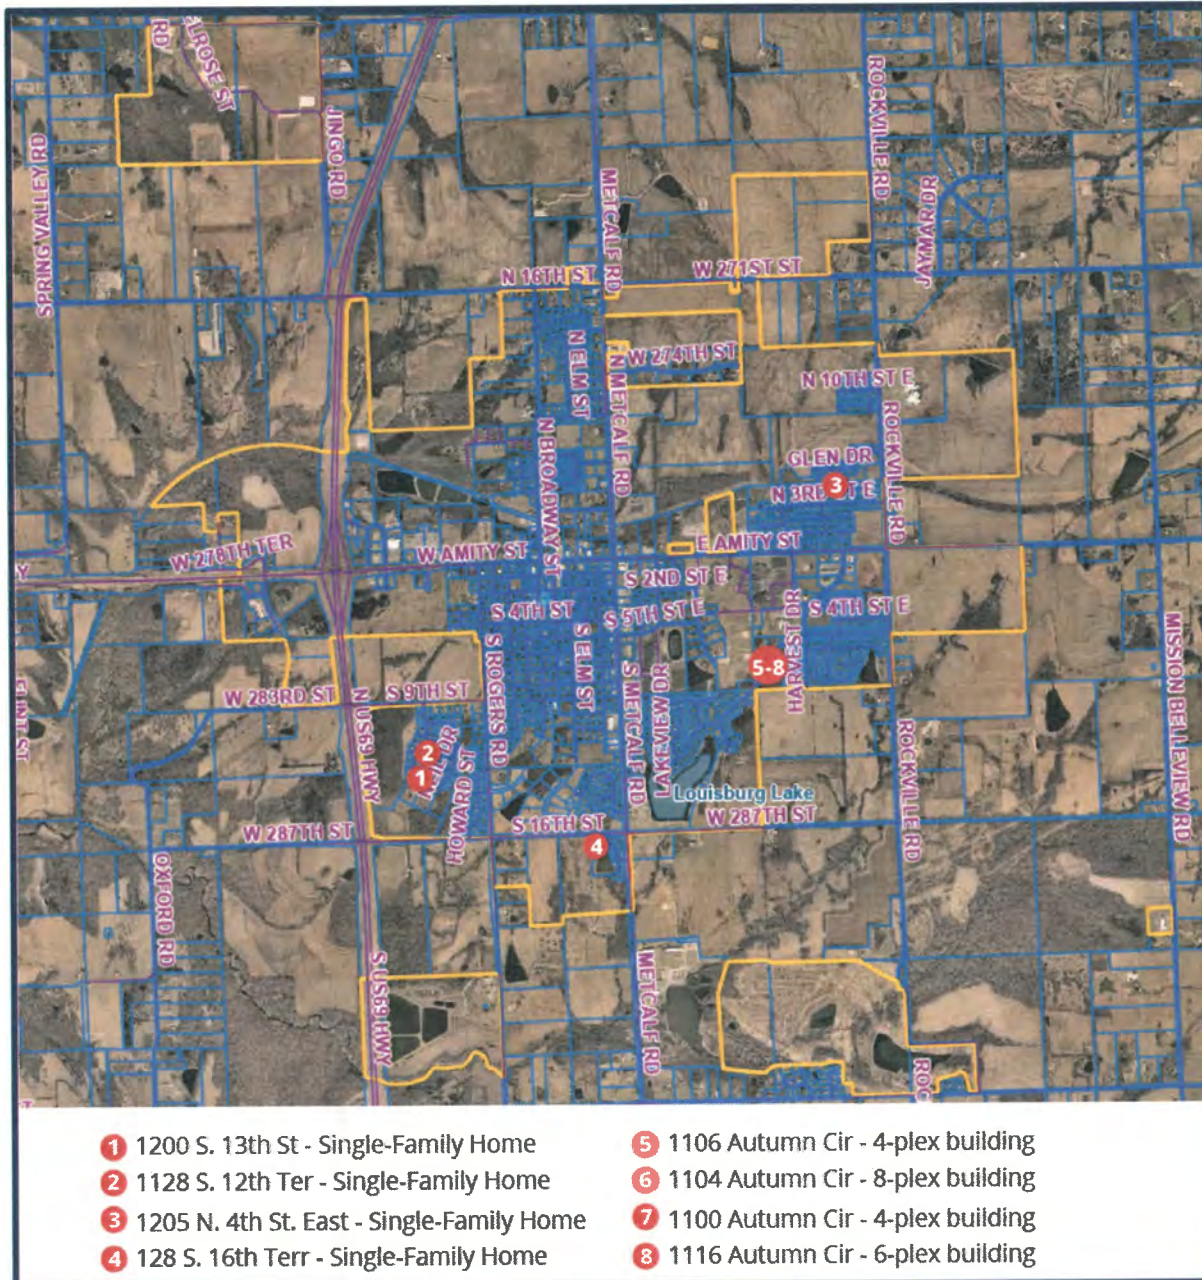 RD
ELROSE ST
JINGO RD
SPRING VALLEY RD
METCALF RD
ROCKVILLE RD
JAYMAR DR
N 16TH ST
W 271ST ST
N ELM ST
W 274TH ST
N METCALF RD
N 10TH ST E
ROCKVILLE RD
N BROADWAY ST
GLEN DR
3
N 3RD ST E
W 278TH TER
W AMITY ST
E AMITY ST
Y
S 2ND ST E
S 4TH ST
S 5TH ST E
S 4TH ST E
HARVEST DR
MISSION BELLEVIEW RD
5-8
S ROGERS RD
S ELM ST
S METCALF RD
LAKEVIEW DR
W 283RD ST
S 9TH ST
N US69 HWY
2
1
HOWARD ST
ROCKVILLE RD
Louisburg Lake
W 287TH ST
S 16TH ST
W 287TH ST
4
OXFORD RD
S US69 HWY
METCALF RD
ROC
1 1200 S. 13th St - Single-Family Home
2 1128 S. 12th Ter - Single-Family Home
3 1205 N. 4th St. East - Single-Family Home
4 128 S. 16th Terr - Single-Family Home
5 1106 Autumn Cir - 4-plex building
6 1104 Autumn Cir - 8-plex building
7 1100 Autumn Cir - 4-plex building
8 1116 Autumn Cir - 6-plex building